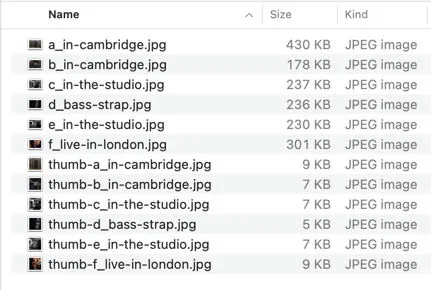 Name Size Kind
a_in-cambridge.jpg 430 KB JPEG image
b_in-cambridge.jpg 178 KB JPEG image
c_in-the-studio.jpg 237 KB JPEG image
d_bass-strap.jpg 236 KB JPEG image
e_in-the-studio.jpg 230 KB JPEG image
f_live-in-london.jpg 301 KB JPEG image
thumb-a_in-cambridge.jpg 9 KB JPEG image
thumb-b_in-cambridge.jpg 7 KB JPEG image
thumb-c_in-the-studio.jpg 7 KB JPEG image
thumb-d_bass-strap.jpg 5 KB JPEG image
thumb-e_in-the-studio.jpg 7 KB JPEG image
thumb-f_live-in-london.jpg 9 KB JPEG image